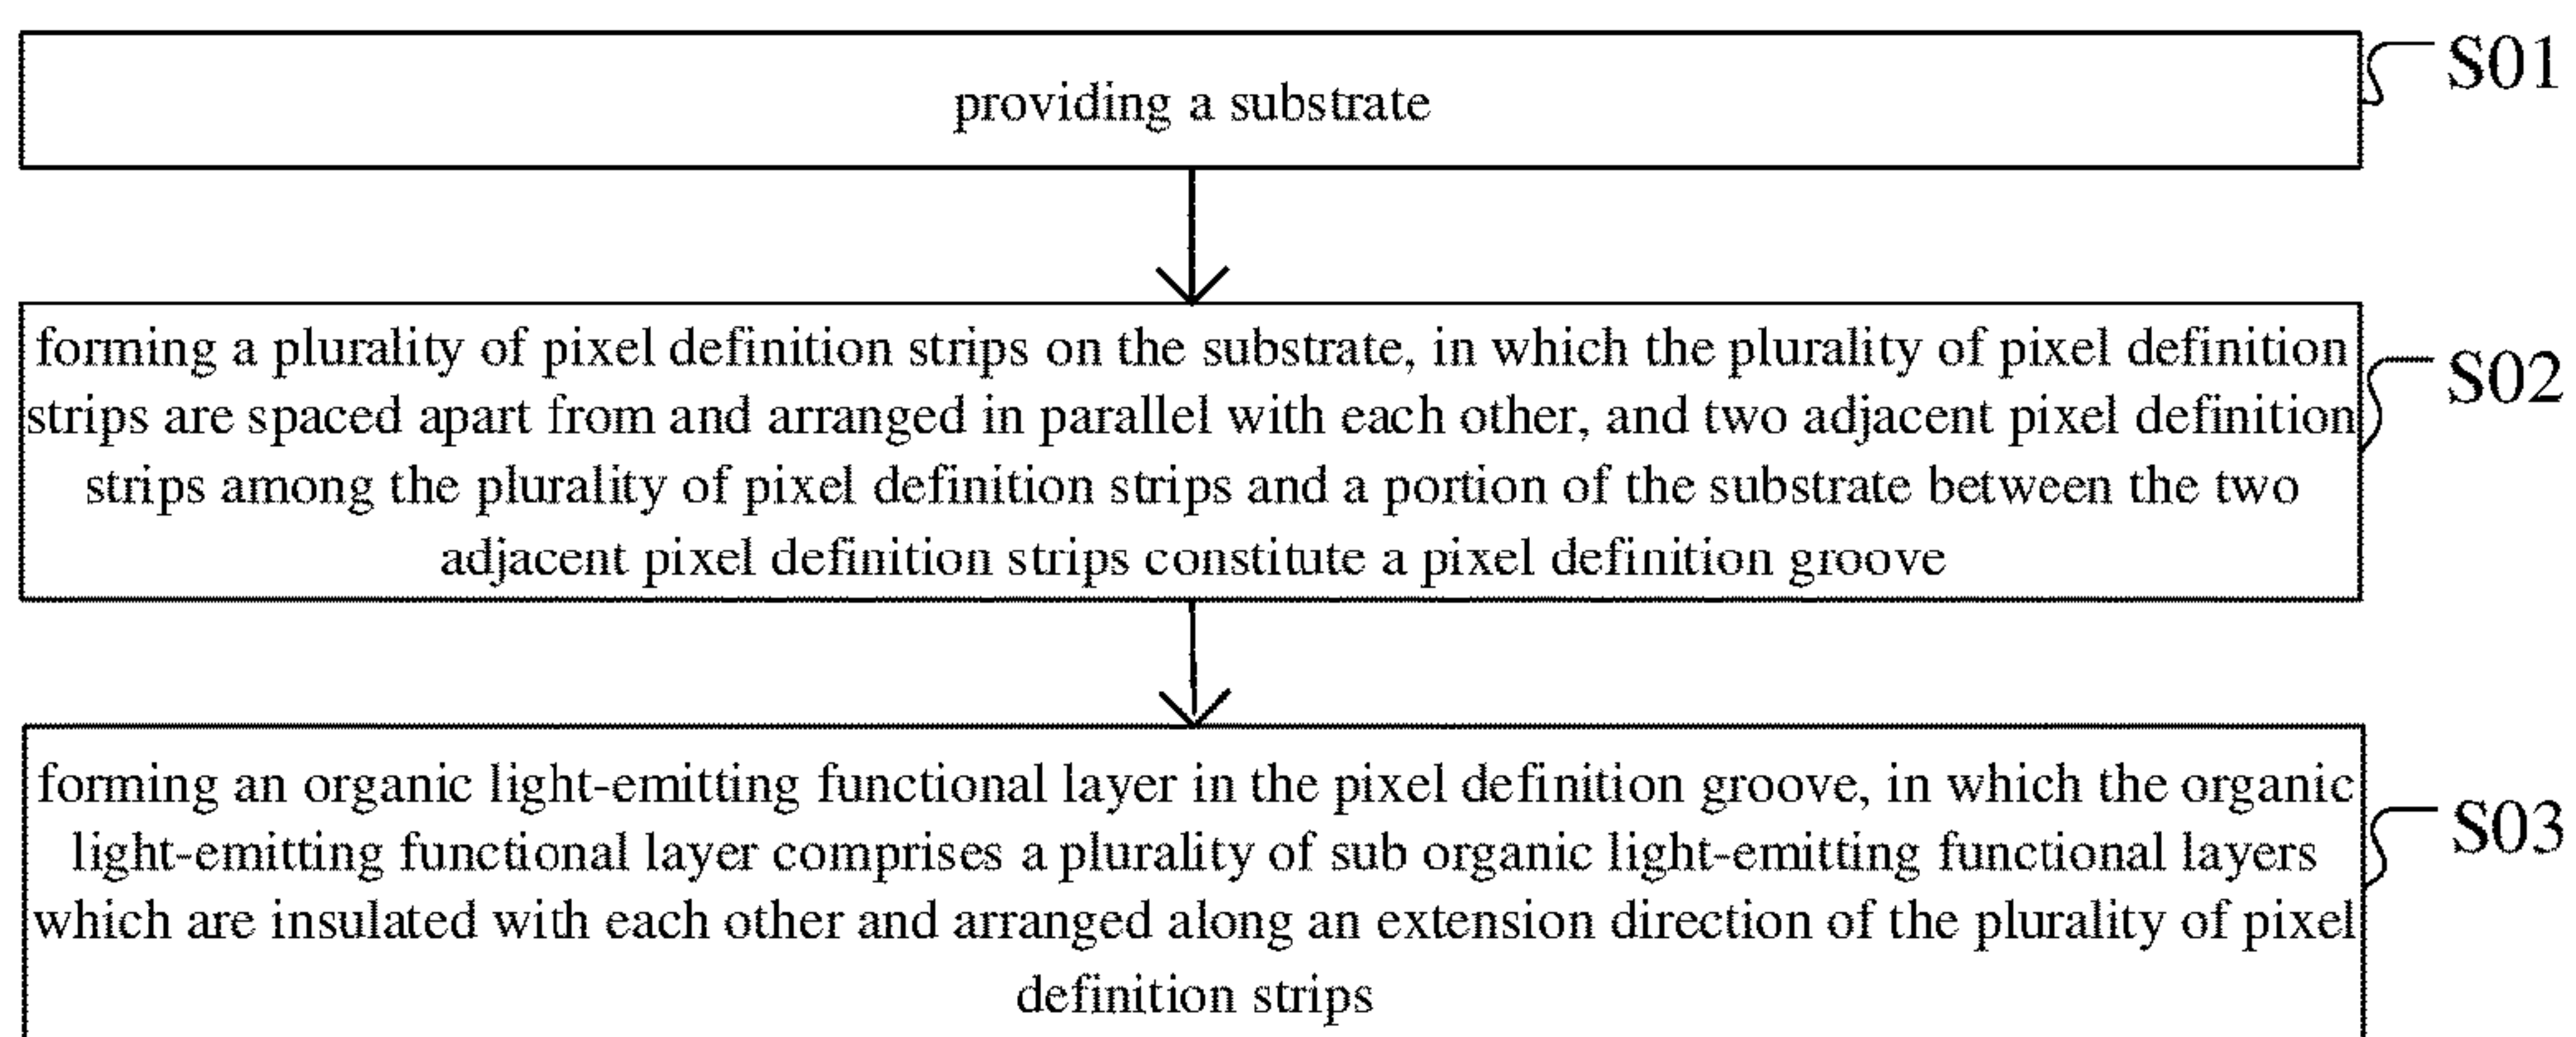 providing a substrate
S01
forming a plurality of pixel definition strips on the substrate, in which the plurality of pixel definition
strips are spaced apart from and arranged in parallel with each other, and two adjacent pixel definition
strips among the plurality of pixel definition strips and a portion of the substrate between the two
adjacent pixel definition strips constitute a pixel definition groove
S02
forming an organic light-emitting functional layer in the pixel definition groove, in which the organic
light-emitting functional layer comprises a plurality of sub organic light-emitting functional layers
which are insulated with each other and arranged along an extension direction of the plurality of pixel
definition strips
S03